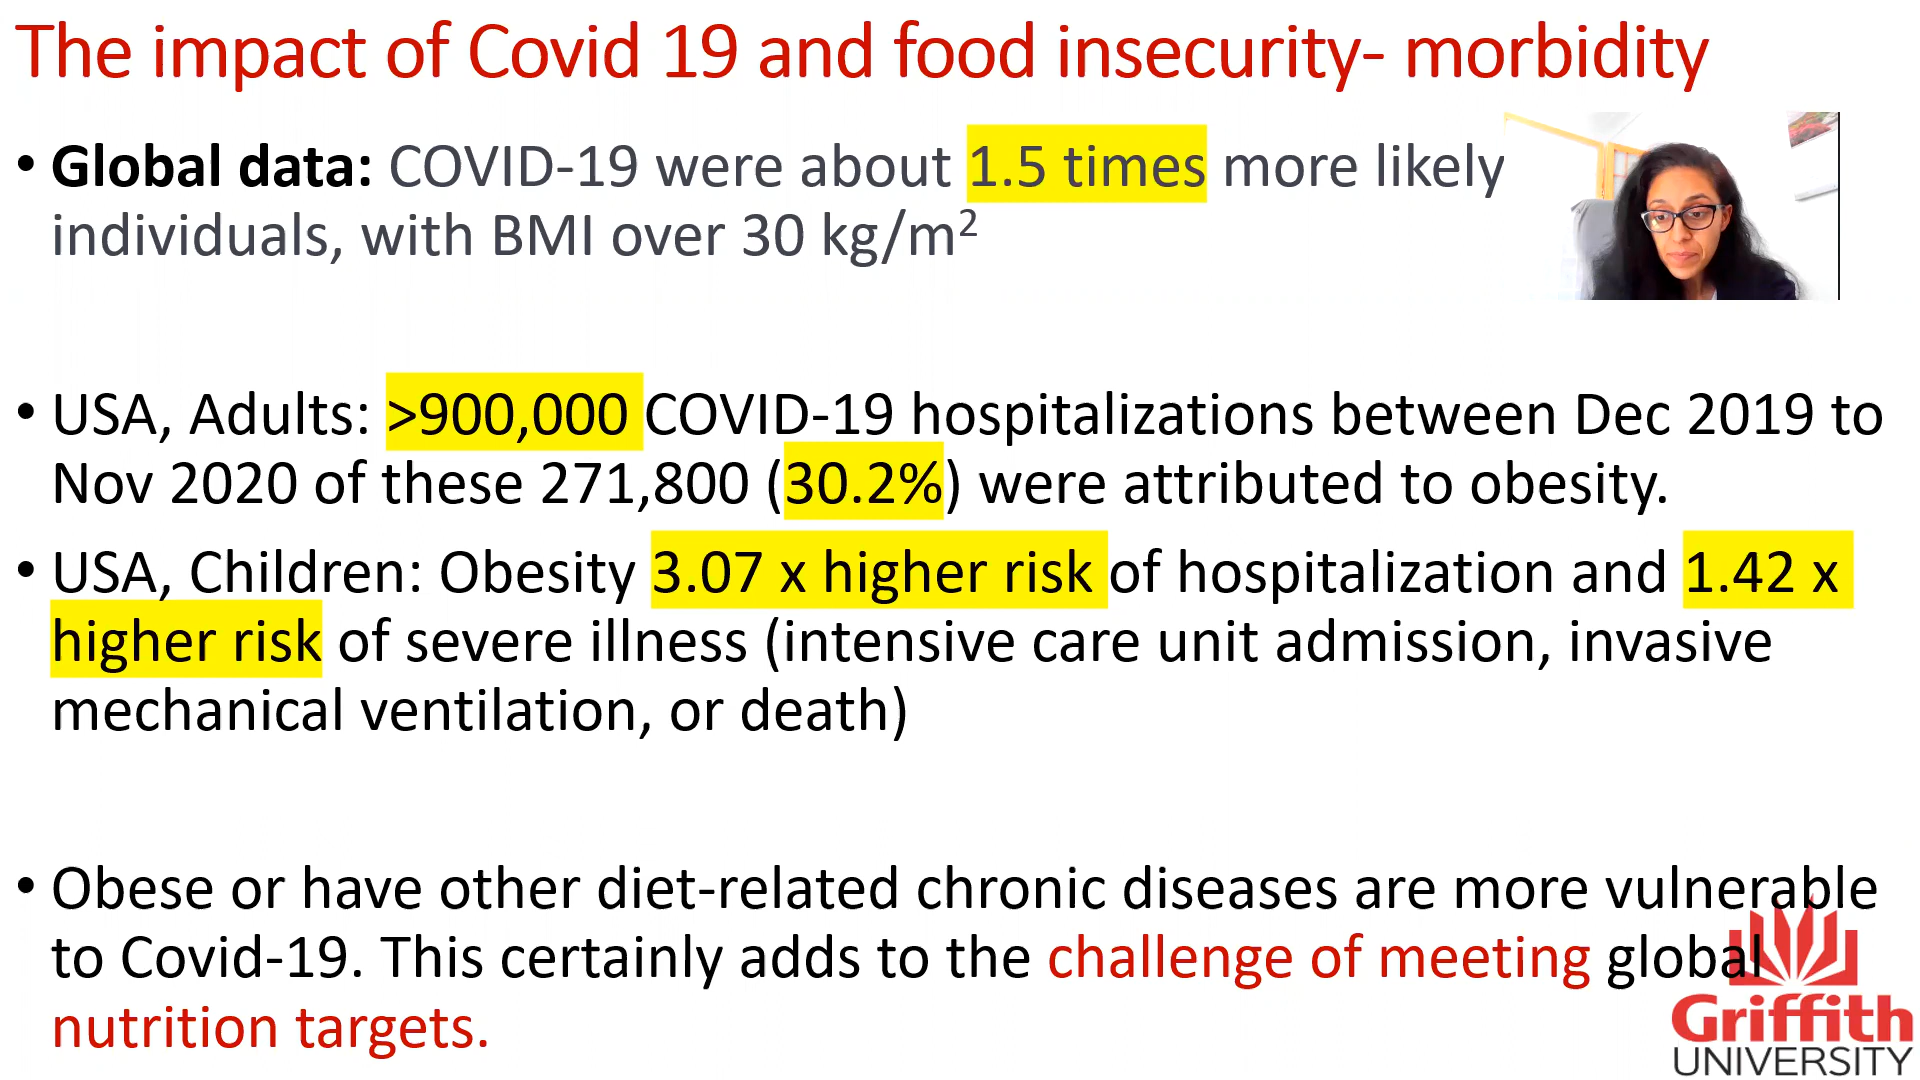 The impact of Covid 19 and food insecurity- morbidity
• Global data: COVID-19 were about 1.5 times more likely
individuals, with BMI over 30 kg/m²
• USA, Adults: >900,000 COVID-19 hospitalizations between Dec 2019 to
Nov 2020 of these 271,800 (30.2%) were attributed to obesity.
• USA, Children: Obesity 3.07 x higher risk of hospitalization and 1.42 x
higher risk of severe illness (intensive care unit admission, invasive
mechanical ventilation, or death)
• Obese or have other diet-related chronic diseases are more vulnerable
to Covid-19. This certainly adds to the challenge of meeting global
nutrition targets.
Griffith
UNIVERSITY